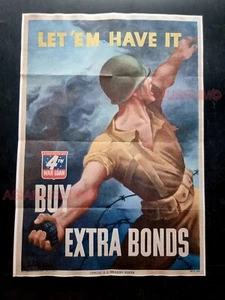 LET 'EM HAVE IT
4TH
WAR LOAN
BUY
EXTRA BONDS